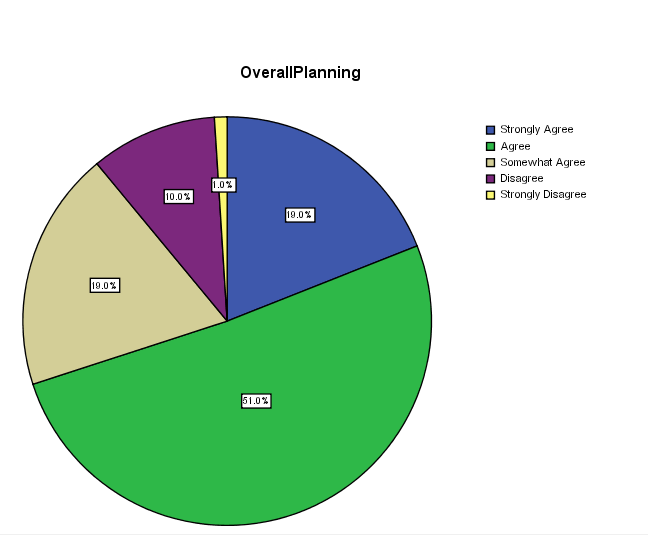 OverallPlanning
Strongly Agree
Agree
Somewhat Agree
Disagree
Strongly Disagree
1.0%
10.0%
19.0%
19.0%
51.0%